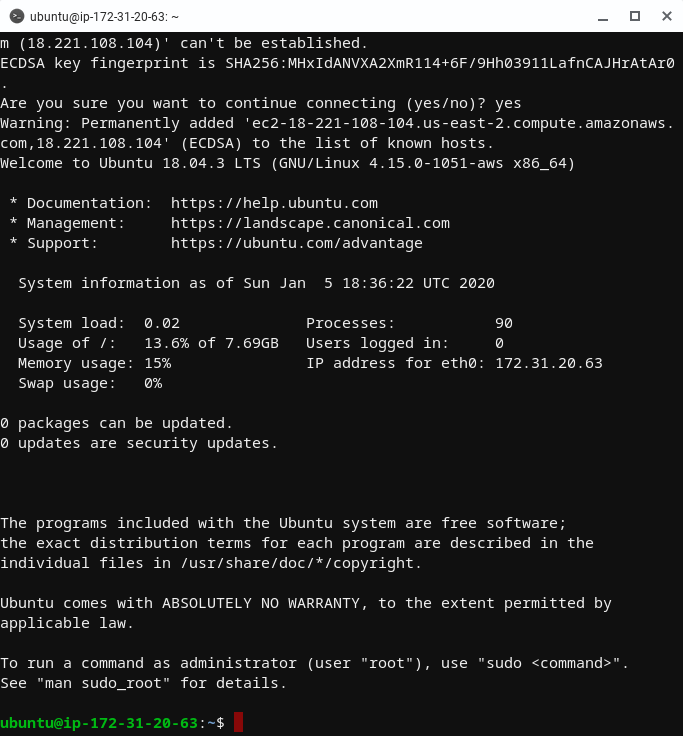 ubuntu@ip-172-31-20-63: ~
m (18.221.108.104)' can't be established.
ECDSA key fingerprint is SHA256:MHxIdANVXA2XmR114+6F/9Hh03911LafnCAJHrAtAr0
.
Are you sure you want to continue connecting (yes/no)? yes
Warning: Permanently added 'ec2-18-221-108-104.us-east-2.compute.amazonaws.
com,18.221.108.104' (ECDSA) to the list of known hosts.
Welcome to Ubuntu 18.04.3 LTS (GNU/Linux 4.15.0-1051-aws x86_64)
* Documentation:  https://help.ubuntu.com
* Management:     https://landscape.canonical.com
* Support:        https://ubuntu.com/advantage
System information as of Sun Jan  5 18:36:22 UTC 2020
System load:  0.02              Processes:           90
Usage of /:   13.6% of 7.69GB   Users logged in:     0
Memory usage: 15%               IP address for eth0: 172.31.20.63
Swap usage:   0%
0 packages can be updated.
0 updates are security updates.
The programs included with the Ubuntu system are free software;
the exact distribution terms for each program are described in the
individual files in /usr/share/doc/*/copyright.
Ubuntu comes with ABSOLUTELY NO WARRANTY, to the extent permitted by
applicable law.
To run a command as administrator (user "root"), use "sudo <command>".
See "man sudo_root" for details.
ubuntu@ip-172-31-20-63:~$